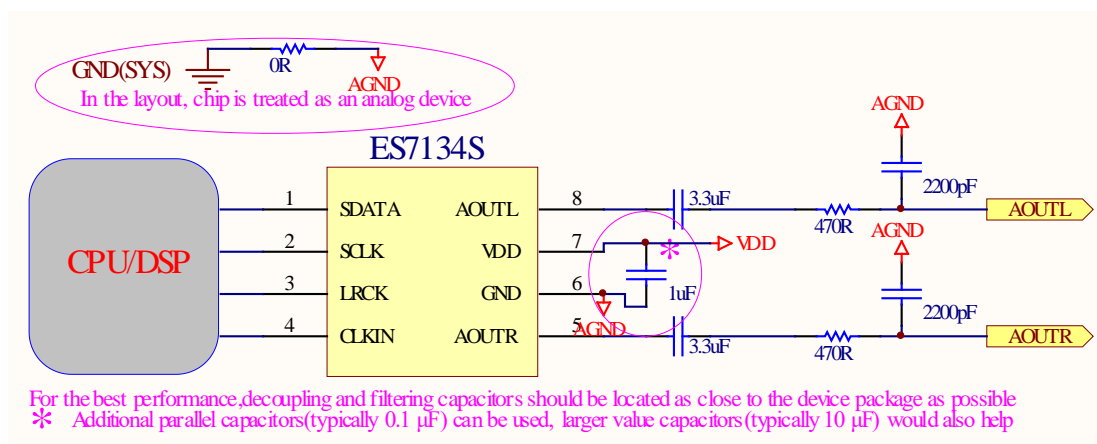 GND(SYS)
0R
AGND
In the layout, chip is treated as an analog device
ES7134S
CPU/DSP
1
SDATA
2
SCLK
3
LRCK
4
CLKIN
AOUTL
8
VDD
7
GND
6
AOUTR
5
3.3uF
* VDD
1uF
AGND
3.3uF
AGND
2200pF
470R
AOUTL
AGND
2200pF
470R
AOUTR
For the best performance,decoupling and filtering capacitors should be located as close to the device package as possible
* Additional parallel capacitors(typically 0.1 μF) can be used, larger value capacitors(typically 10 μF) would also help